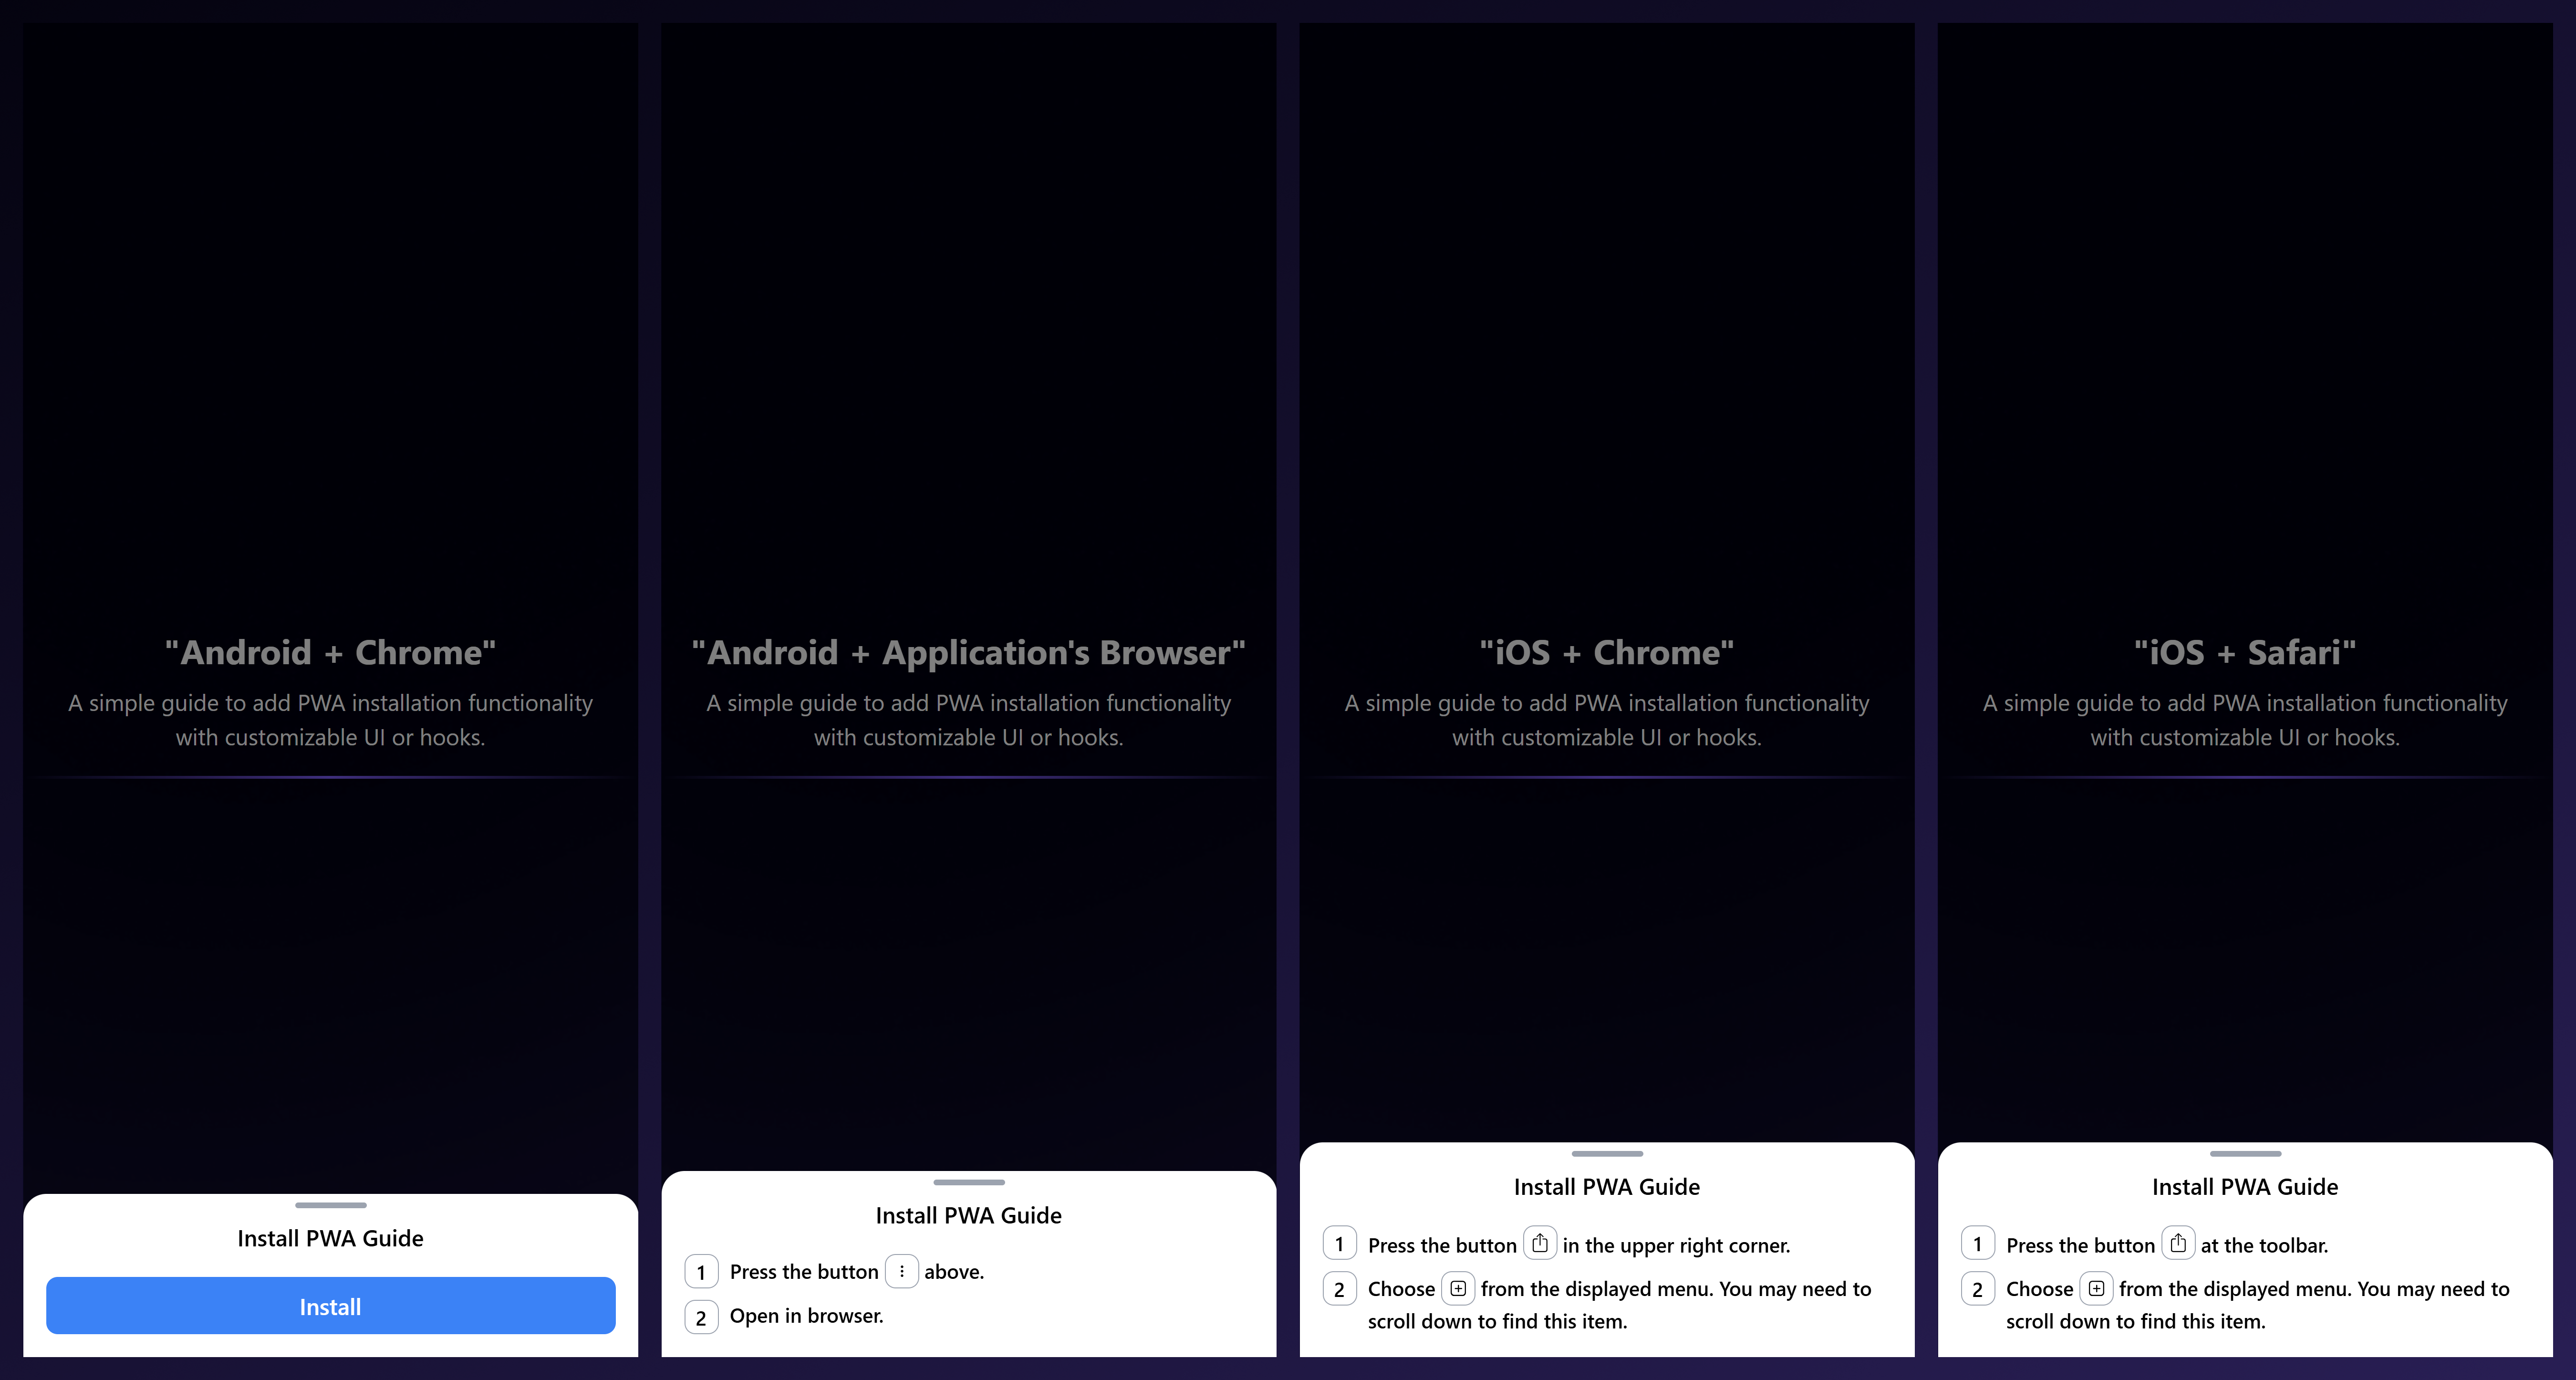 "Android + Chrome"
A simple guide to add PWA installation functionality
with customizable UI or hooks.
Install PWA Guide
Install
"Android + Application's Browser"
A simple guide to add PWA installation functionality
with customizable UI or hooks.
Install PWA Guide
1 Press the button above.
2 Open in browser.
"iOS + Chrome"
A simple guide to add PWA installation functionality
with customizable UI or hooks.
Install PWA Guide
1 Press the button in the upper right corner.
2 Choose from the displayed menu. You may need to
scroll down to find this item.
"iOS + Safari"
A simple guide to add PWA installation functionality
with customizable UI or hooks.
Install PWA Guide
1 Press the button at the toolbar.
2 Choose from the displayed menu. You may need to
scroll down to find this item.